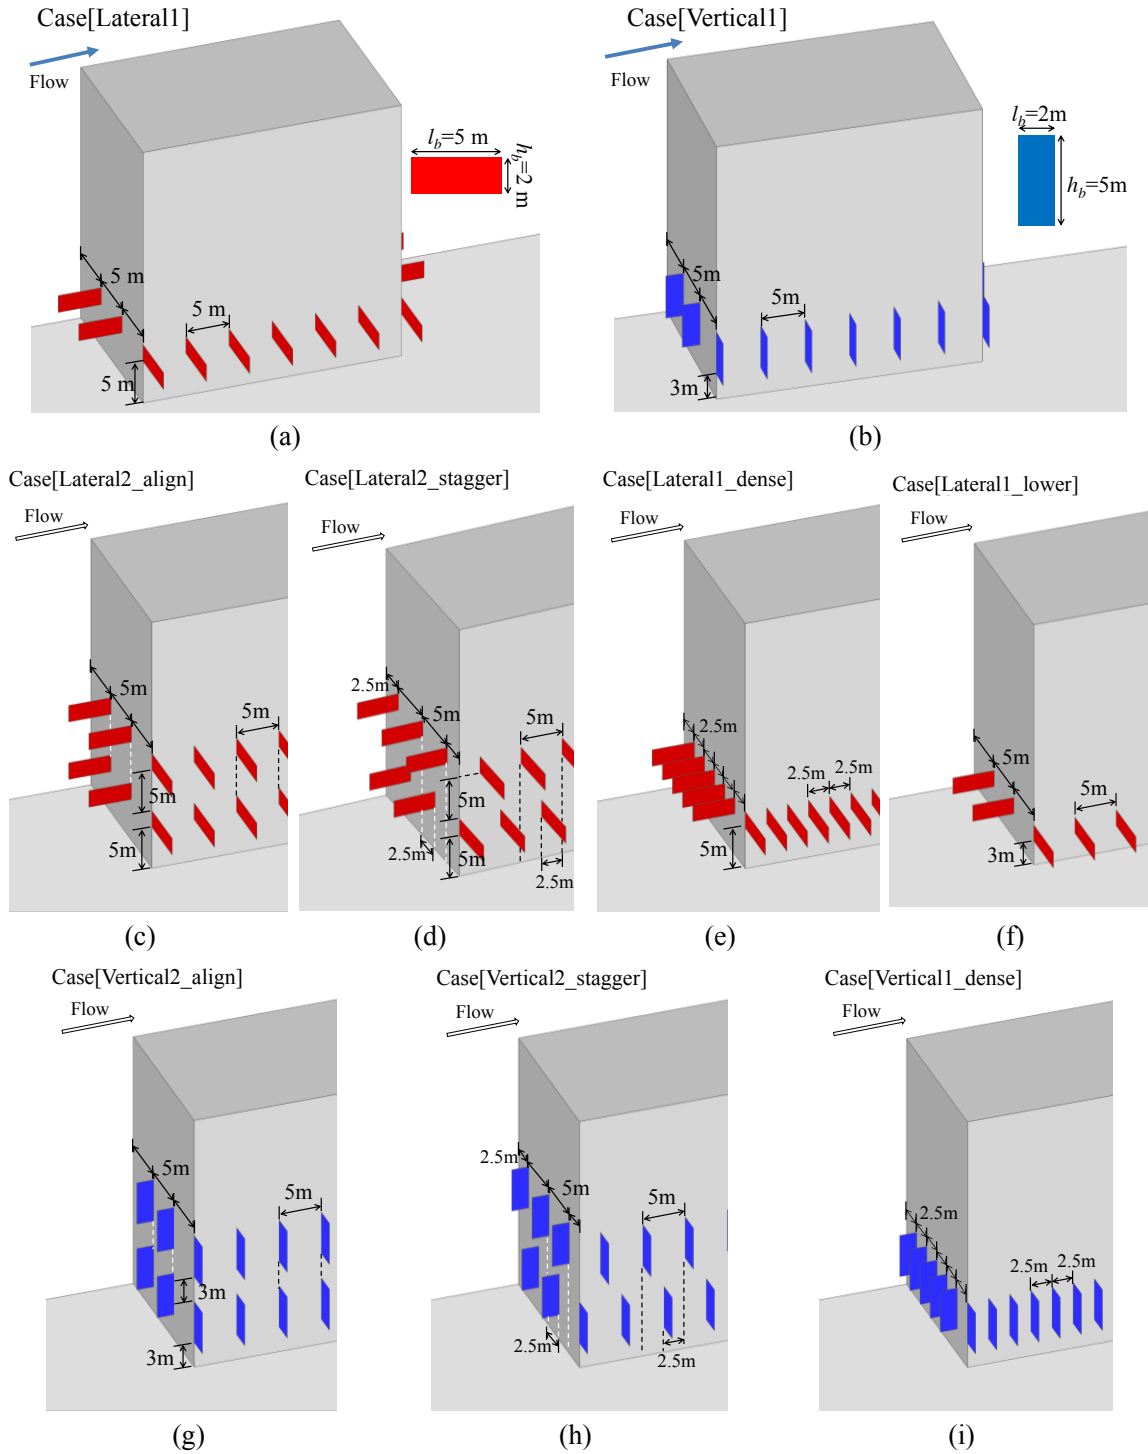 Case[Lateral1]
Flow
l_b=5 m
h_b=2 m
5 m
5 m
5 m
(a)
Case[Vertical1]
Flow
l_b=2m
h_b=5m
5m
5m
3m
(b)
Case[Lateral2_align]
Flow
5m
5m
5m
5m
(c)
Case[Lateral2_stagger]
Flow
2.5m
5m
5m
5m
5m
2.5m
2.5m
(d)
Case[Lateral1_dense]
Flow
2.5m
2.5m
2.5m
5m
(e)
Case[Lateral1_lower]
Flow
5m
5m
3m
(f)
Case[Vertical2_align]
Flow
5m
5m
3m
3m
(g)
Case[Vertical2_stagger]
Flow
2.5m
5m
5m
2.5m
2.5m
(h)
Case[Vertical1_dense]
Flow
2.5m
2.5m
2.5m
(i)